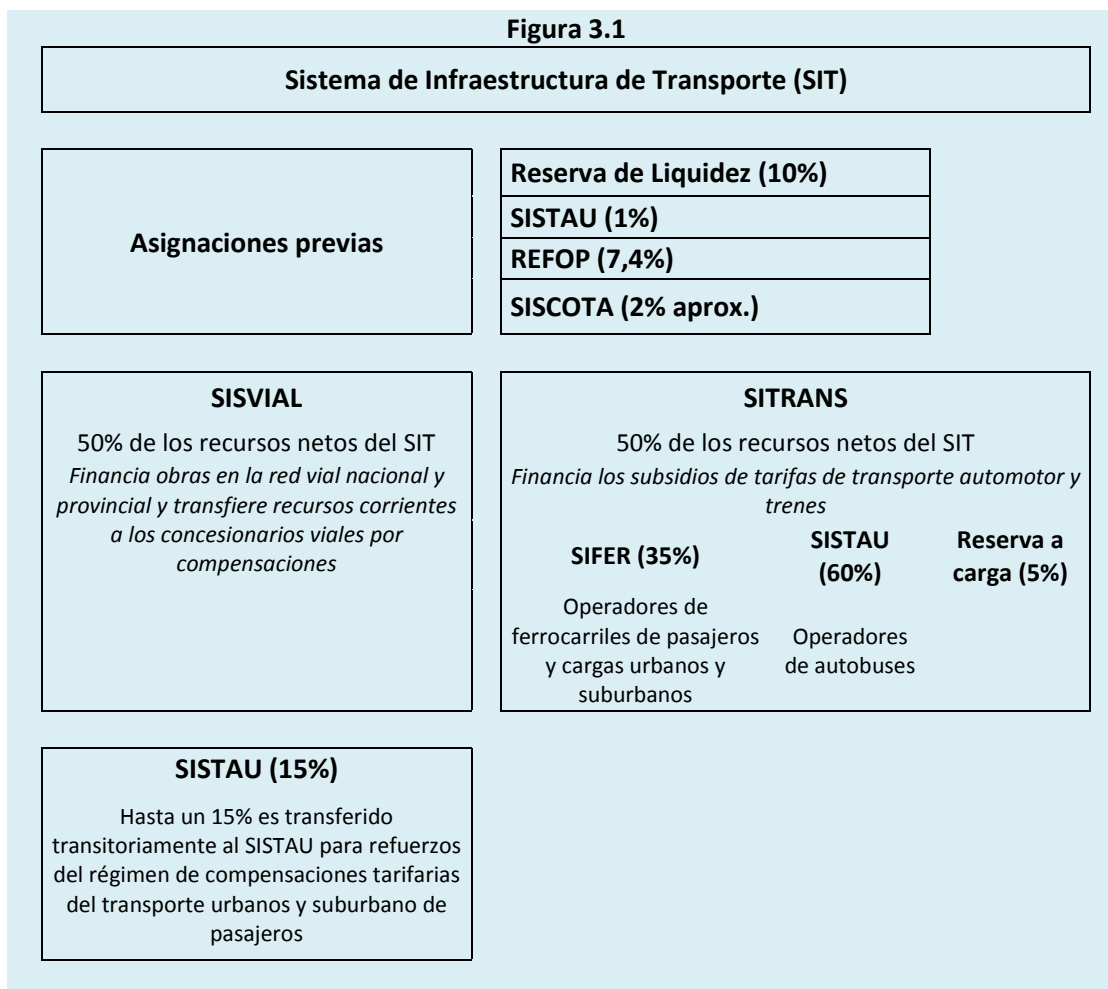 Figura 3.1
Sistema de Infraestructura de Transporte (SIT)
Asignaciones previas
Reserva de Liquidez (10%)
SISTAU (1%)
REFOP (7,4%)
SISCOTA (2% aprox.)
SISVIAL
50% de los recursos netos del SIT
Financia obras en la red vial nacional y
provincial y transfiere recursos corrientes
a los concesionarios viales por
compensaciones
SITRANS
50% de los recursos netos del SIT
Financia los subsidios de tarifas de transporte automotor y
trenes
SIFER (35%)
Operadores de
ferrocarriles de pasajeros
y cargas urbanos y
suburbanos
SISTAU
(60%)
Operadores
de autobuses
Reserva a
carga (5%)
SISTAU (15%)
Hasta un 15% es transferido
transitoriamente al SISTAU para refuerzos
del régimen de compensaciones tarifarias
del transporte urbanos y suburbano de
pasajeros